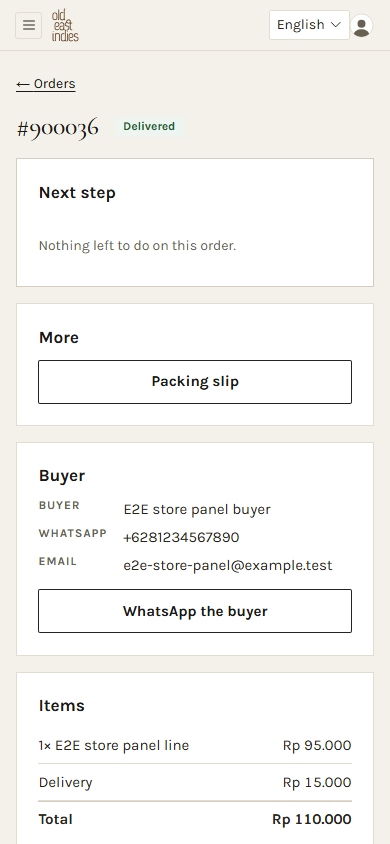 old
east
indies
English
← Orders
#900036
Delivered
Next step
Nothing left to do on this order.
More
Packing slip
Buyer
BUYER E2E store panel buyer
WHATSAPP +6281234567890
EMAIL e2e-store-panel@example.test
WhatsApp the buyer
Items
1× E2E store panel line Rp 95.000
Delivery Rp 15.000
Total Rp 110.000